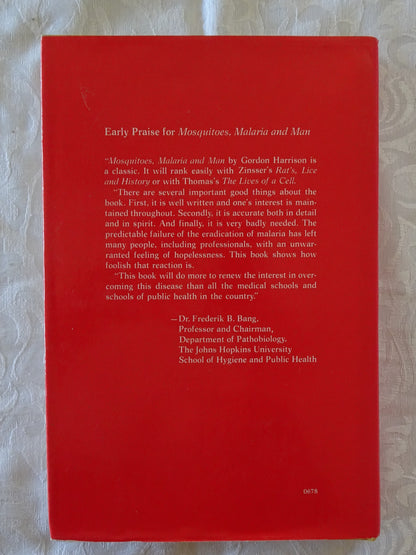 Early Praise for Mosquitoes, Malaria and Man
"Mosquitoes, Malaria and Man by Gordon Harrison is
a classic. It will rank easily with Zinsser's Rat's, Lice
and History or with Thomas's The Lives of a Cell.
"There are several important good things about the
book. First, it is well written and one's interest is main-
tained throughout. Secondly, it is accurate both in detail
and in spirit. And finally, it is very badly needed. The
predictable failure of the eradication of malaria has left
many people, including professionals, with an unwar-
ranted feeling of hopelessness. This book shows how
foolish that reaction is.
"This book will do more to renew the interest in over-
coming this disease than all the medical schools and
schools of public health in the country."
—Dr. Frederik B. Bang,
Professor and Chairman,
Department of Pathobiology,
The Johns Hopkins University
School of Hygiene and Public Health
0678